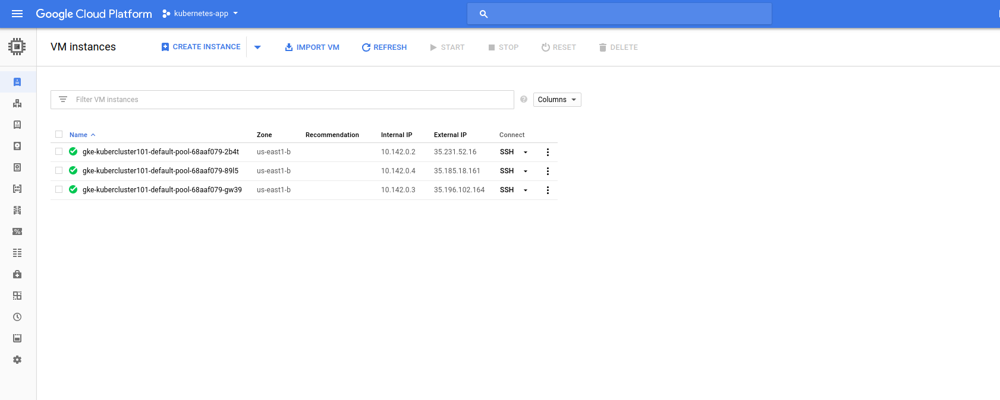 Google Cloud Platform kubernetes-app
VM instances CREATE INSTANCE IMPORT VM REFRESH START STOP RESET DELETE
Filter VM instances ? Columns
Name Zone Recommendation Internal IP External IP Connect
gke-kubercluster101-default-pool-68aaf079-2b4t us-east1-b 10.142.0.2 35.231.52.16 SSH
gke-kubercluster101-default-pool-68aaf079-89l5 us-east1-b 10.142.0.4 35.185.18.161 SSH
gke-kubercluster101-default-pool-68aaf079-gw39 us-east1-b 10.142.0.3 35.196.102.164 SSH
%